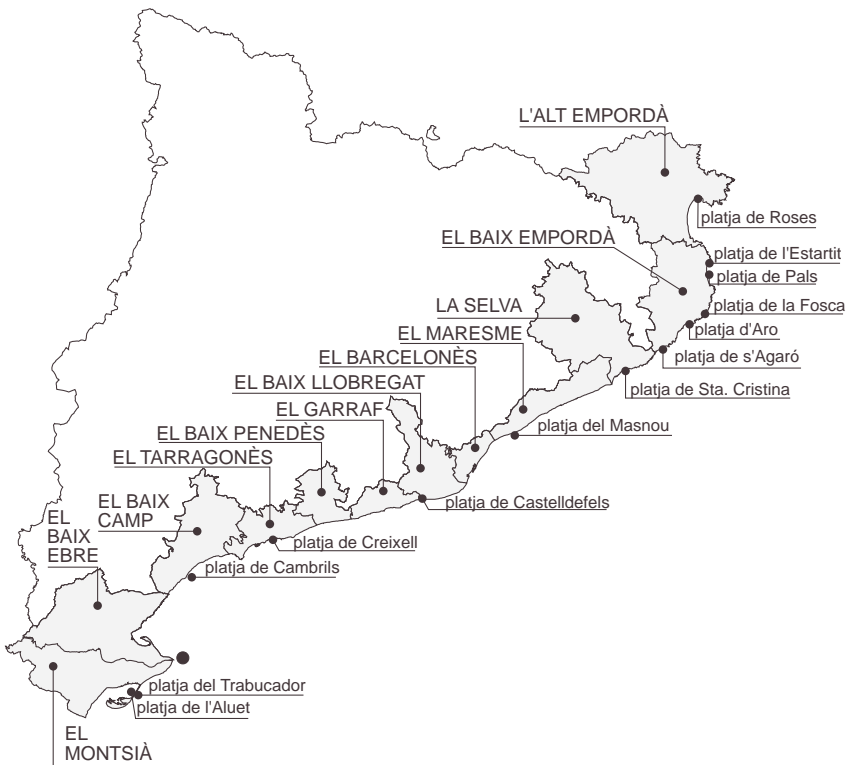 L'ALT EMPORDÀ
platja de Roses
EL BAIX EMPORDÀ
platja de l'Estartit
platja de Pals
LA SELVA
platja de la Fosca
EL MARESME
platja d'Aro
EL BARCELONÈS
platja de s'Agaró
EL BAIX LLOBREGAT
platja de Sta. Cristina
EL GARRAF
platja del Masnou
EL BAIX PENEDÈS
EL TARRAGONÈS
EL BAIX
CAMP
platja de Castelldefels
EL
BAIX
EBRE
platja de Creixell
platja de Cambrils
platja del Trabucador
platja de l'Aluet
EL
MONTSIÀ